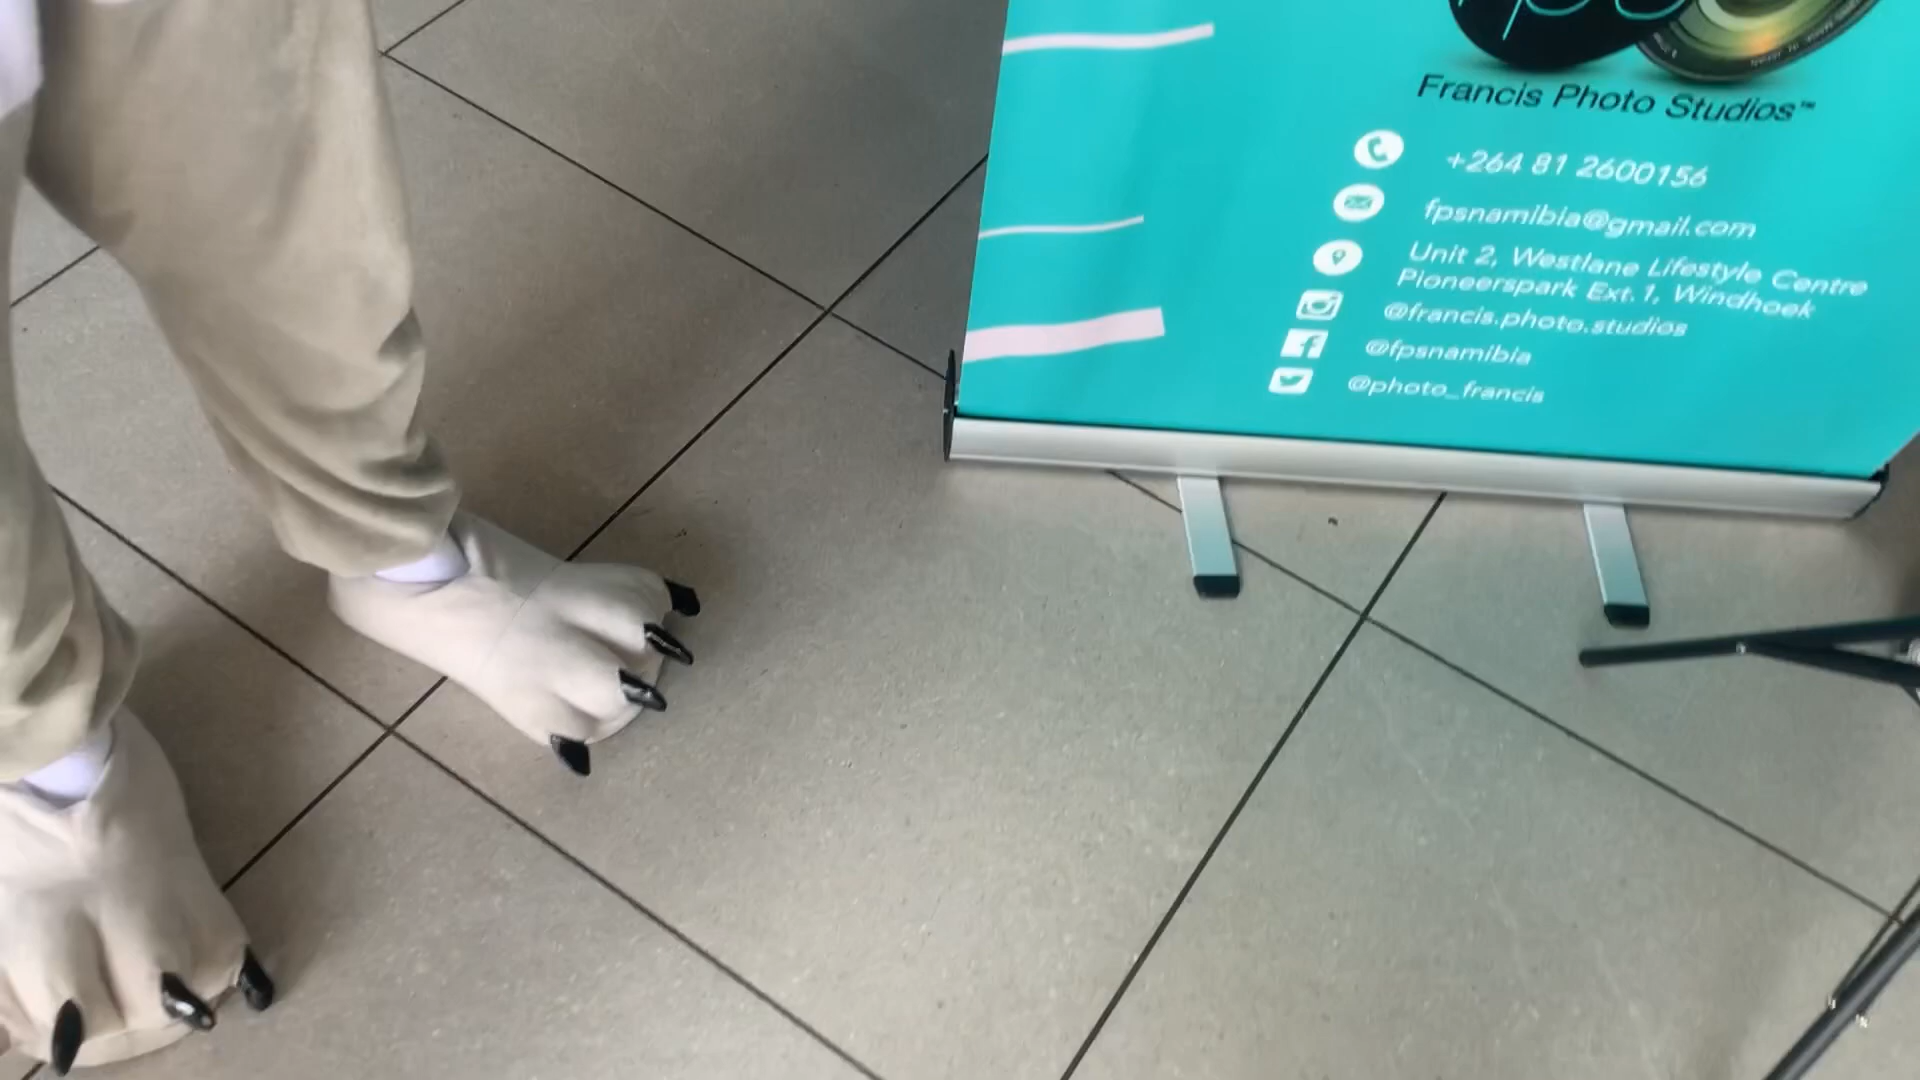 Francis Photo Studios™
+264 81 2600156
fpsnamibia@gmail.com
Unit 2, Westlane Lifestyle Centre
Pioneerspark Ext.1, Windhoek
@francis.photo.studios
@fpsnamibia
@photo_francis